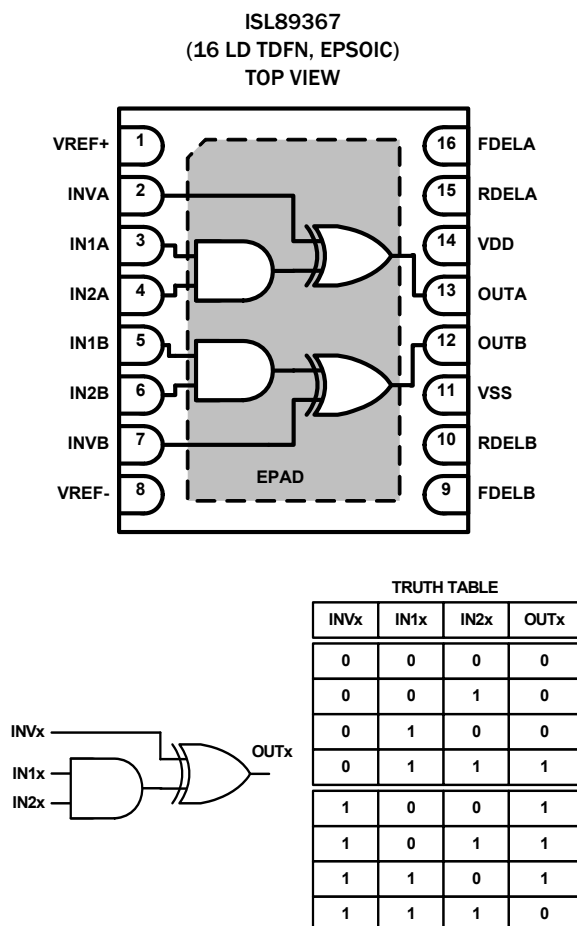 ISL89367
(16 LD TDFN, EPSOIC)
TOP VIEW
VREF+ 1 16 FDELA
INVA 2 15 RDELA
IN1A 3 14 VDD
IN2A 4 13 OUTA
IN1B 5 12 OUTB
IN2B 6 11 VSS
INVB 7 10 RDELB
EPAD
VREF- 8 9 FDELB
TRUTH TABLE
INVx IN1x IN2x OUTx
0 0 0 0
0 0 1 0
0 1 0 0
0 1 1 1
1 0 0 1
1 0 1 1
1 1 0 1
1 1 1 0
INVx
OUTx
IN1x
IN2x